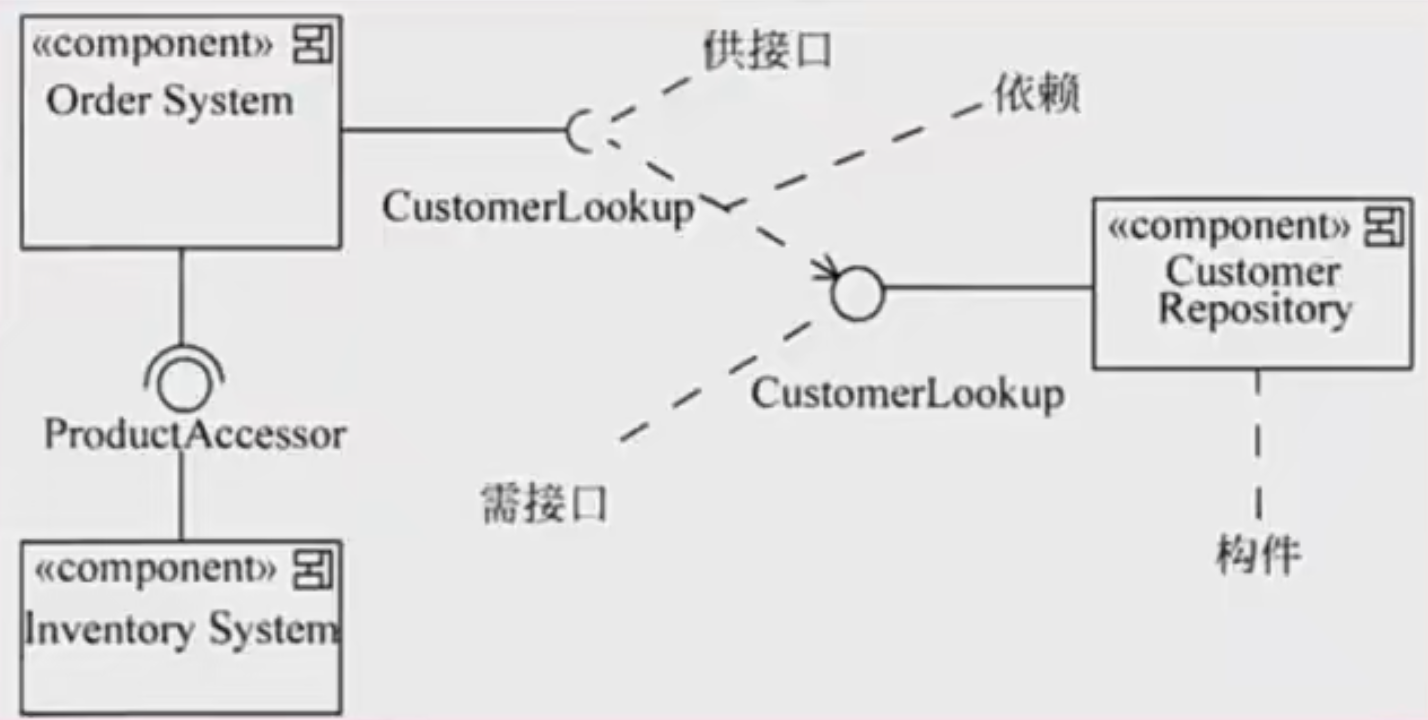 «component»
Order System
供接口
依赖
CustomerLookup
«component»
Customer
Repository
CustomerLookup
ProductAccessor
需接口
构件
«component»
Inventory System